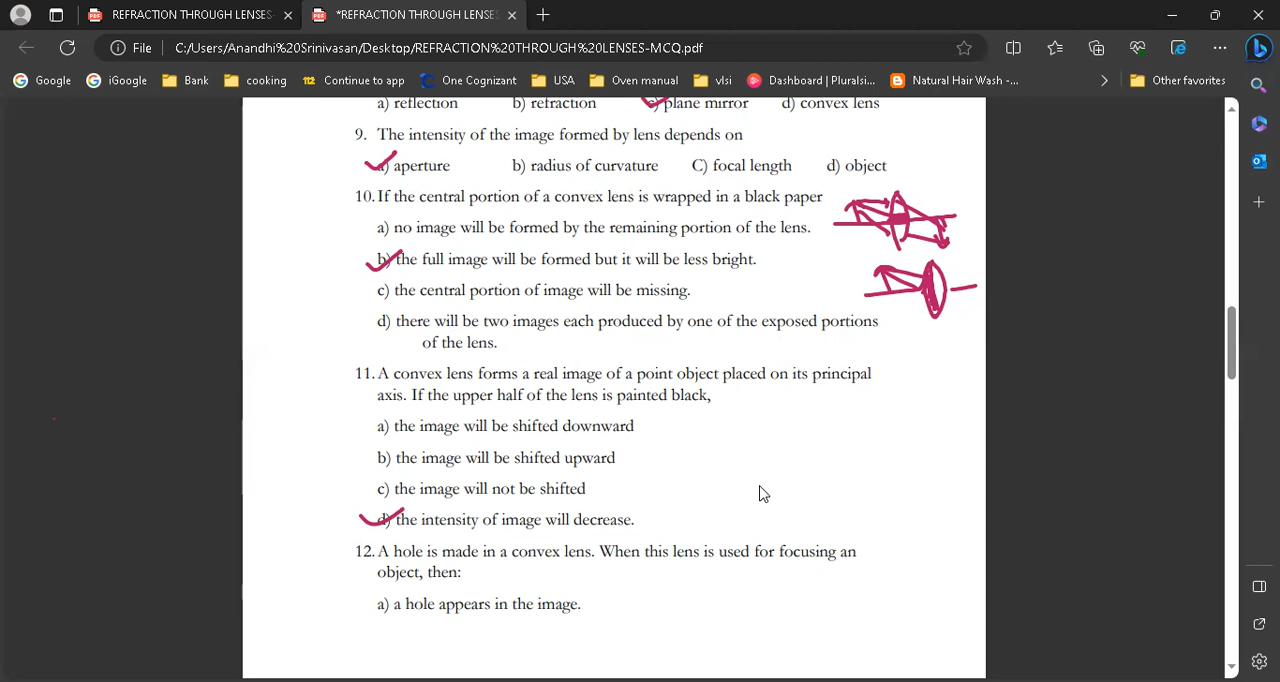 REFRACTION THROUGH LENSES-
*REFRACTION THROUGH LENSES
File C:/Users/Anandhi%20Srinivasan/Desktop/REFRACTION%20THROUGH%20LENSES-MCQ.pdf
Google iGoogle Bank cooking Continue to app One Cognizant USA Oven manual vlsi Dashboard | Pluralsi... Natural Hair Wash -... Other favorites
a) reflection b) refraction c) plane mirror d) convex lens
9. The intensity of the image formed by lens depends on
a) aperture b) radius of curvature C) focal length d) object
10. If the central portion of a convex lens is wrapped in a black paper
a) no image will be formed by the remaining portion of the lens.
b) the full image will be formed but it will be less bright.
c) the central portion of image will be missing.
d) there will be two images each produced by one of the exposed portions
of the lens.
11. A convex lens forms a real image of a point object placed on its principal
axis. If the upper half of the lens is painted black,
a) the image will be shifted downward
b) the image will be shifted upward
c) the image will not be shifted
d) the intensity of image will decrease.
12. A hole is made in a convex lens. When this lens is used for focusing an
object, then:
a) a hole appears in the image.